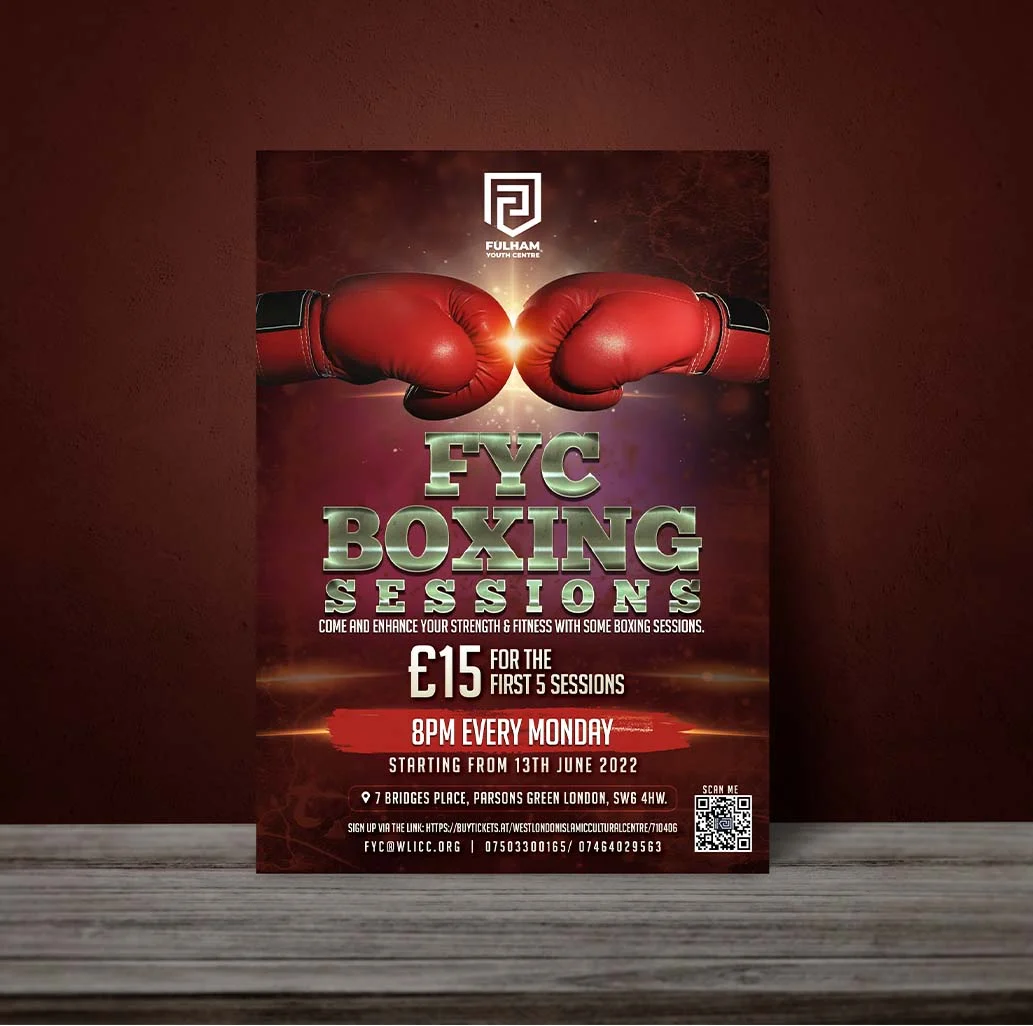 FULHAM
YOUTH CENTRE
FYC
BOXING
SESSIONS
COME AND ENHANCE YOUR STRENGTH & FITNESS WITH SOME BOXING SESSIONS.
£15 FOR THE
FIRST 5 SESSIONS
8PM EVERY MONDAY
STARTING FROM 13TH JUNE 2022
7 BRIDGES PLACE, PARSONS GREEN LONDON, SW6 4HW.
SCAN ME
SIGN UP VIA THE LINK: HTTPS://BUYTICKETS.AT/WESTLONDONISLAMICCULTURALCENTRE/710406
FYC@WLICC.ORG | 07503300165/ 07464029563